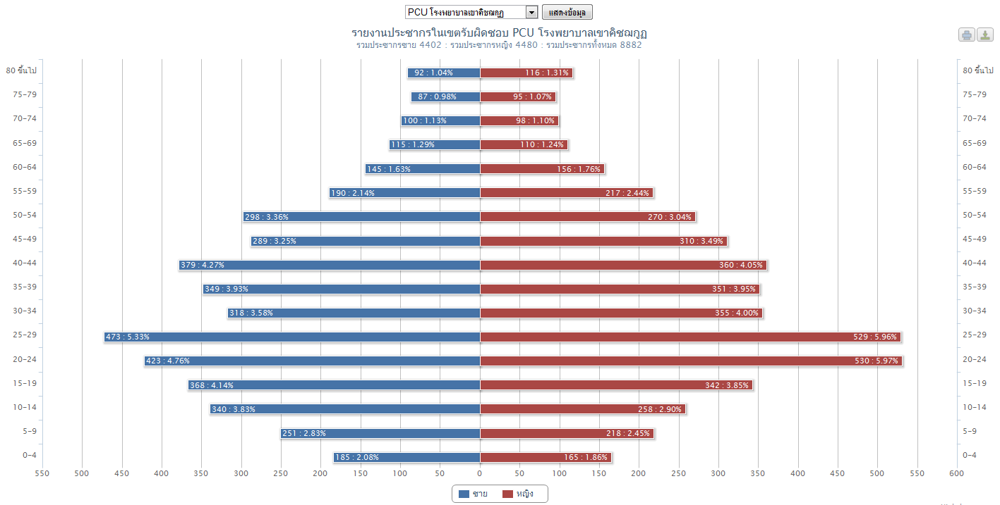 PCU โรงพยาบาลเขาคิชฌกูฏ แสดงข้อมูล
รายงานประชากรในเขตรับผิดชอบ PCU โรงพยาบาลเขาคิชฌกูฏ
รวมประชากรชาย 4402 : รวมประชากรหญิง 4480 : รวมประชากรทั้งหมด 8882
80 ขึ้นไป 92 : 1.04% 116 : 1.31% 80 ขึ้นไป
75-79 87 : 0.98% 95 : 1.07% 75-79
70-74 100 : 1.13% 98 : 1.10% 70-74
65-69 115 : 1.29% 110 : 1.24% 65-69
60-64 145 : 1.63% 156 : 1.76% 60-64
55-59 190 : 2.14% 217 : 2.44% 55-59
50-54 298 : 3.36% 270 : 3.04% 50-54
45-49 289 : 3.25% 310 : 3.49% 45-49
40-44 379 : 4.27% 360 : 4.05% 40-44
35-39 349 : 3.93% 351 : 3.95% 35-39
30-34 318 : 3.58% 355 : 4.00% 30-34
25-29 473 : 5.33% 529 : 5.96% 25-29
20-24 423 : 4.76% 530 : 5.97% 20-24
15-19 368 : 4.14% 342 : 3.85% 15-19
10-14 340 : 3.83% 258 : 2.90% 10-14
5-9 251 : 2.83% 218 : 2.45% 5-9
0-4 185 : 2.08% 165 : 1.86% 0-4
550 500 450 400 350 300 250 200 150 100 50 0 50 100 150 200 250 300 350 400 450 500 550 600
ชาย หญิง